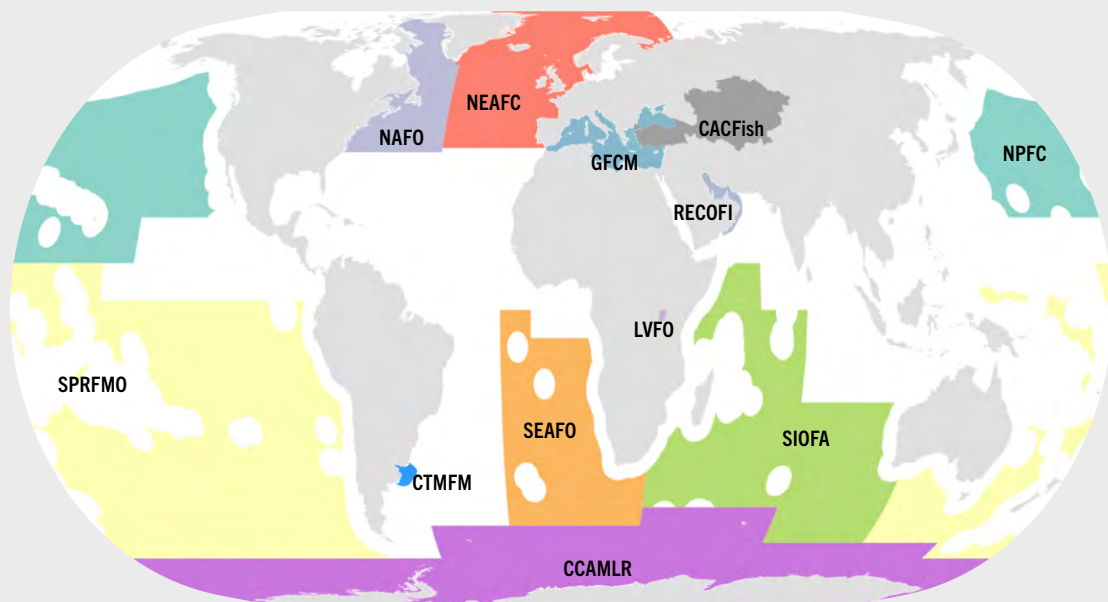 NEAFC
NAFO
CACFish
GFCM
NPFC
RECOFI
LVFO
SPRFMO
SEAFO
SIOFA
CTMFM
CCAMLR